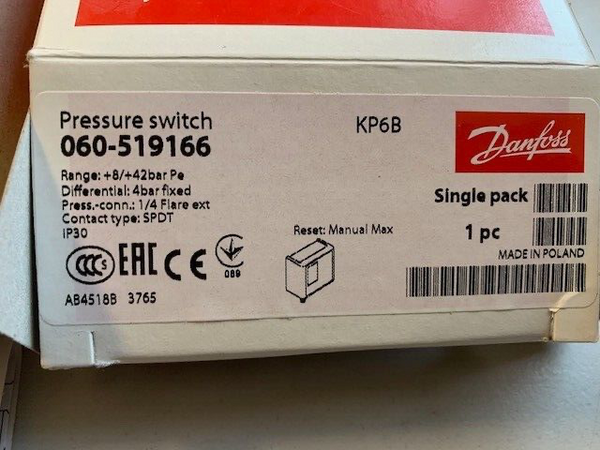 Pressure switch
KP6B
Danfoss
060-519166
Range: +8/+42bar Pe
Differential: 4bar fixed
Press.-conn.: 1/4 Flare ext
Contact type: SPDT
IP30
Single pack
1 pc
Reset: Manual Max
MADE IN POLAND
CCC S
EAC
CE
089
AB4518B 3765